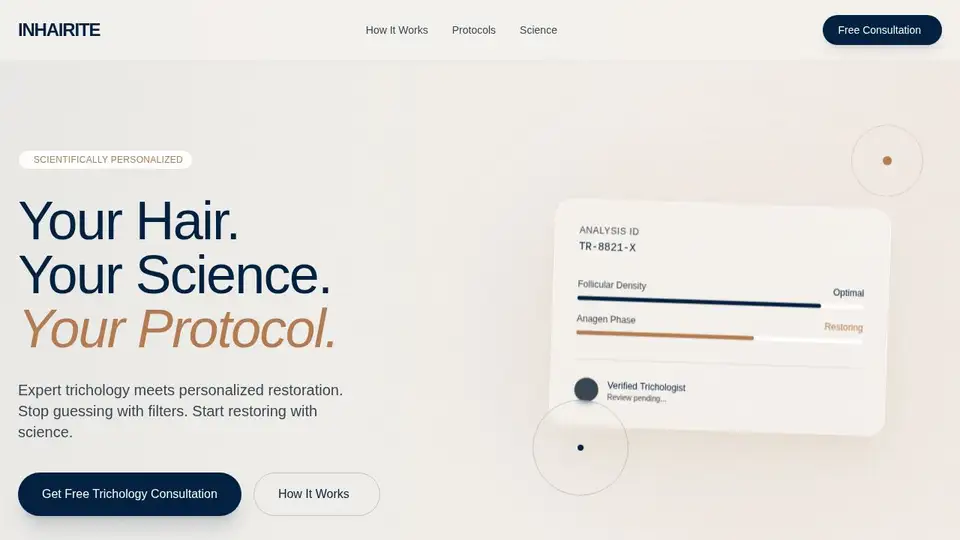 INHAIRITE
How It Works
Protocols
Science
Free Consultation
SCIENTIFICALLY PERSONALIZED
Your Hair.
Your Science.
Your Protocol.
Expert trichology meets personalized restoration.
Stop guessing with filters. Start restoring with
science.
Get Free Trichology Consultation
How It Works
ANALYSIS ID
TR-8821-X
Follicular Density
Optimal
Anagen Phase
Restoring
Verified Trichologist
Review pending...